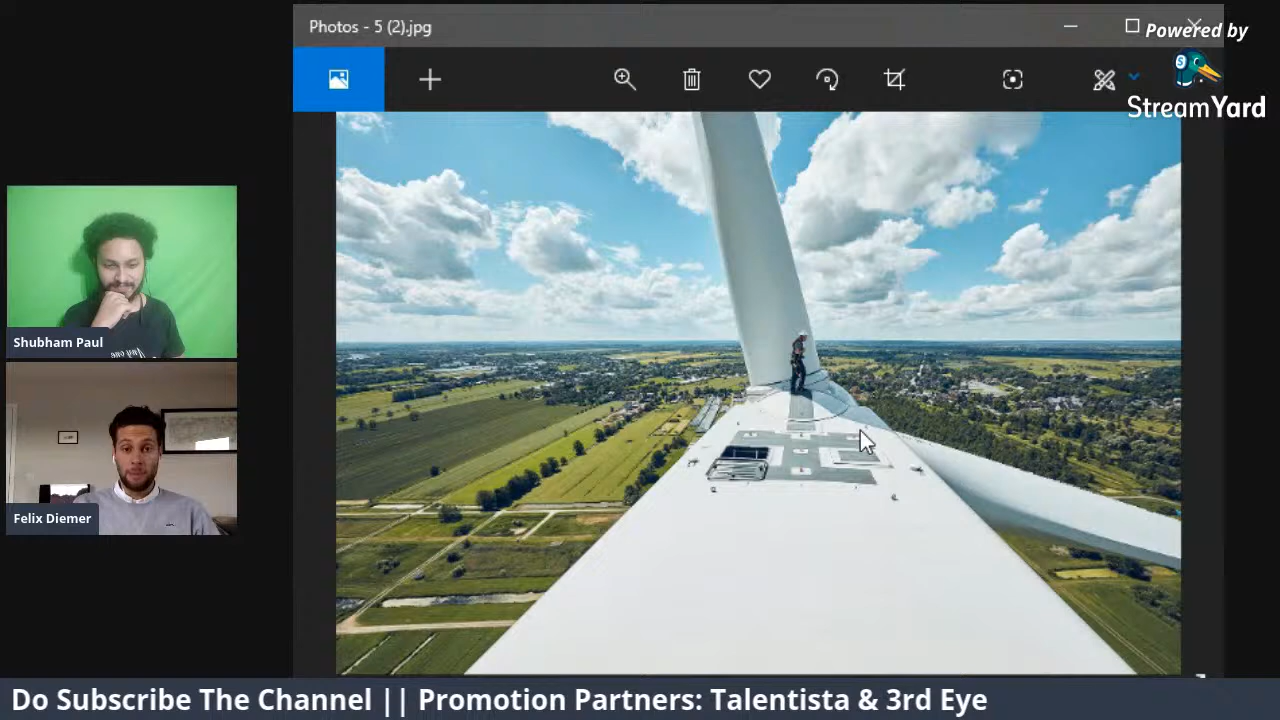 Photos - 5 (2).jpg
Powered by
StreamYard
Shubham Paul
Felix Diemer
Do Subscribe The Channel || Promotion Partners: Talentista & 3rd Eye